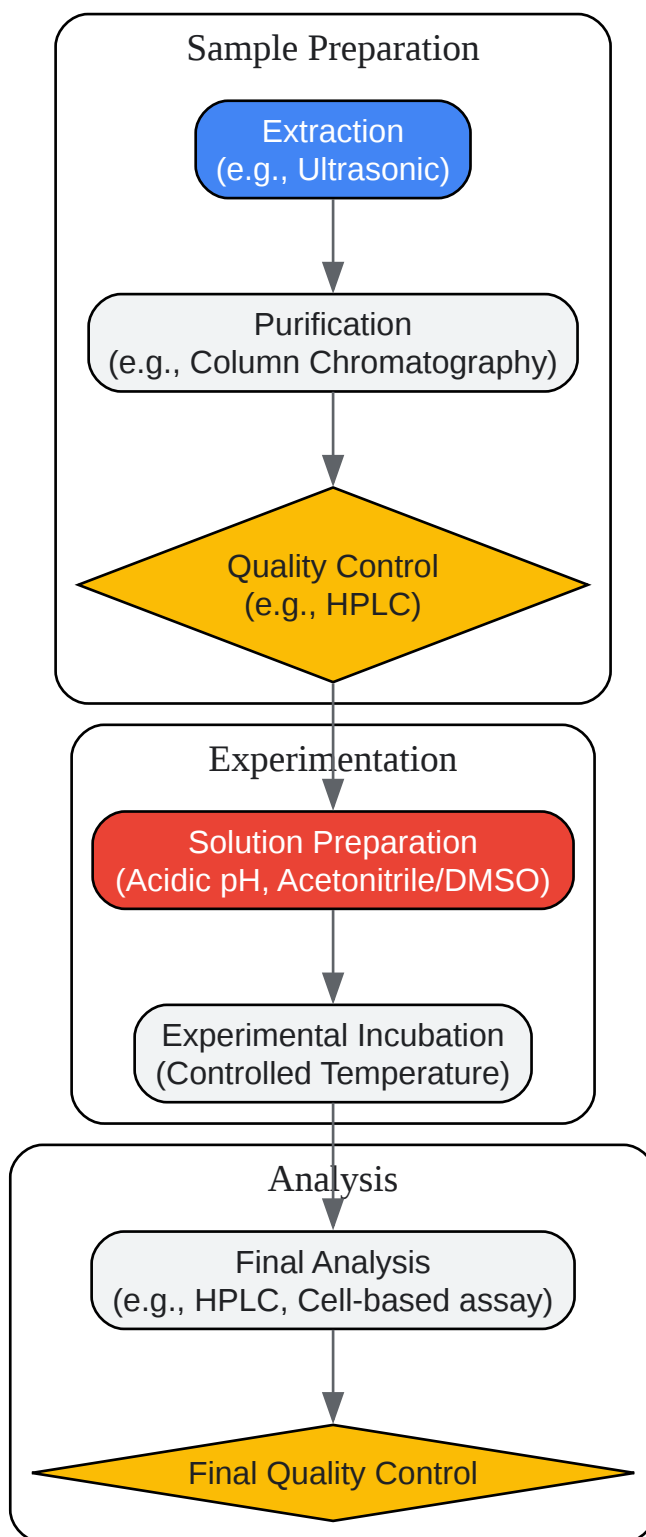 Sample Preparation
Extraction
(e.g., Ultrasonic)
Purification
(e.g., Column Chromatography)
Quality Control
(e.g., HPLC)
Experimentation
Solution Preparation
(Acidic pH, Acetonitrile/DMSO)
Experimental Incubation
(Controlled Temperature)
Analysis
Final Analysis
(e.g., HPLC, Cell-based assay)
Final Quality Control